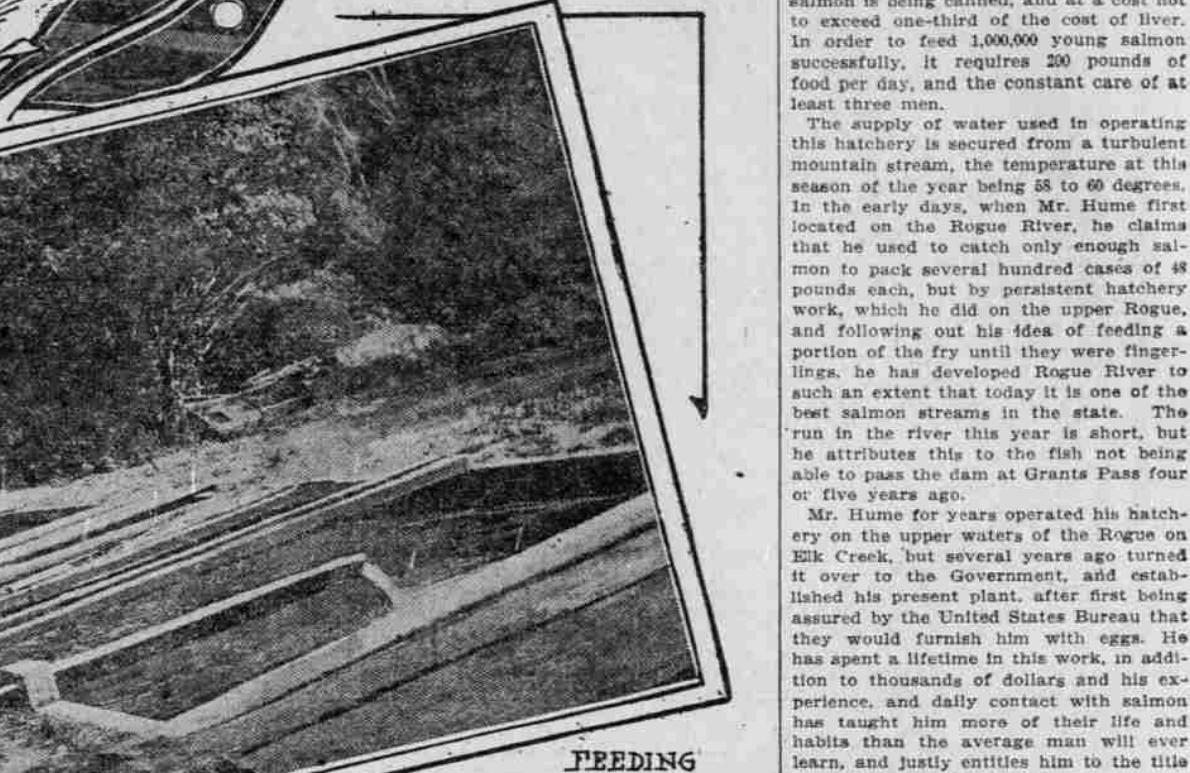 salmon is being canned, and at a cost not
to exceed one-third of the cost of liver.
In order to feed 1,000,000 young salmon
successfully, it requires 200 pounds of
food per day, and the constant care of at
least three men.
The supply of water used in operating
this hatchery is secured from a turbulent
mountain stream, the temperature at this
season of the year being 58 to 60 degrees.
In the early days, when Mr. Hume first
located on the Rogue River, he claims
that he used to catch only enough sal-
mon to pack several hundred cases of 48
pounds each, but by persistent hatchery
work, which he did on the upper Rogue,
and following out his idea of feeding a
portion of the fry until they were finger-
lings, he has developed Rogue River to
such an extent that today it is one of the
best salmon streams in the state. The
run in the river this year is short, but
he attributes this to the fish not being
able to pass the dam at Grants Pass four
or five years ago.
Mr. Hume for years operated his hatch-
ery on the upper waters of the Rogue on
Elk Creek, but several years ago turned
it over to the Government, and estab-
lished his present plant, after first being
assured by the United States Bureau that
they would furnish him with eggs. He
has spent a lifetime in this work, in addi-
tion to thousands of dollars and his ex-
perience, and daily contact with salmon
has taught him more of their life and
habits than the average man will ever
learn, and justly entitles him to the title
FEEDING